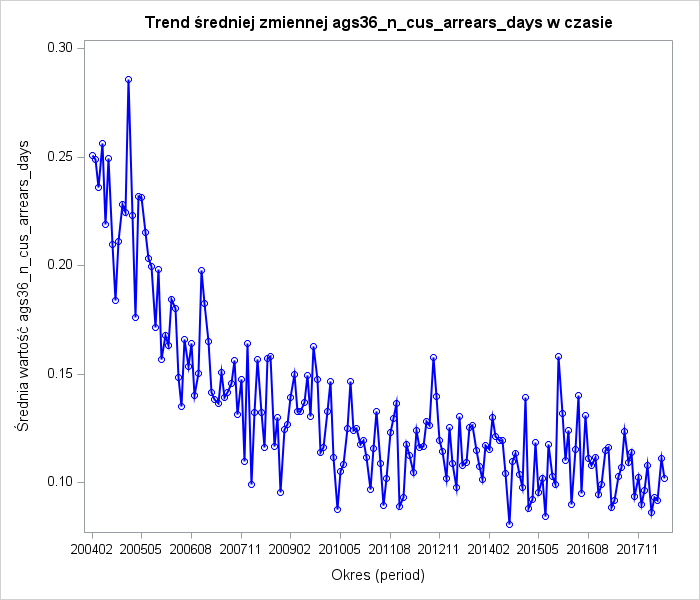 Trend średniej zmiennej ags36_n_cus_arrears_days w czasie
Średnia wartość ags36_n_cus_arrears_days
0.30
0.25
0.20
0.15
0.10
200402 200505 200608 200711 200902 201005 201108 201211 201402 201505 201608 201711
Okres (period)